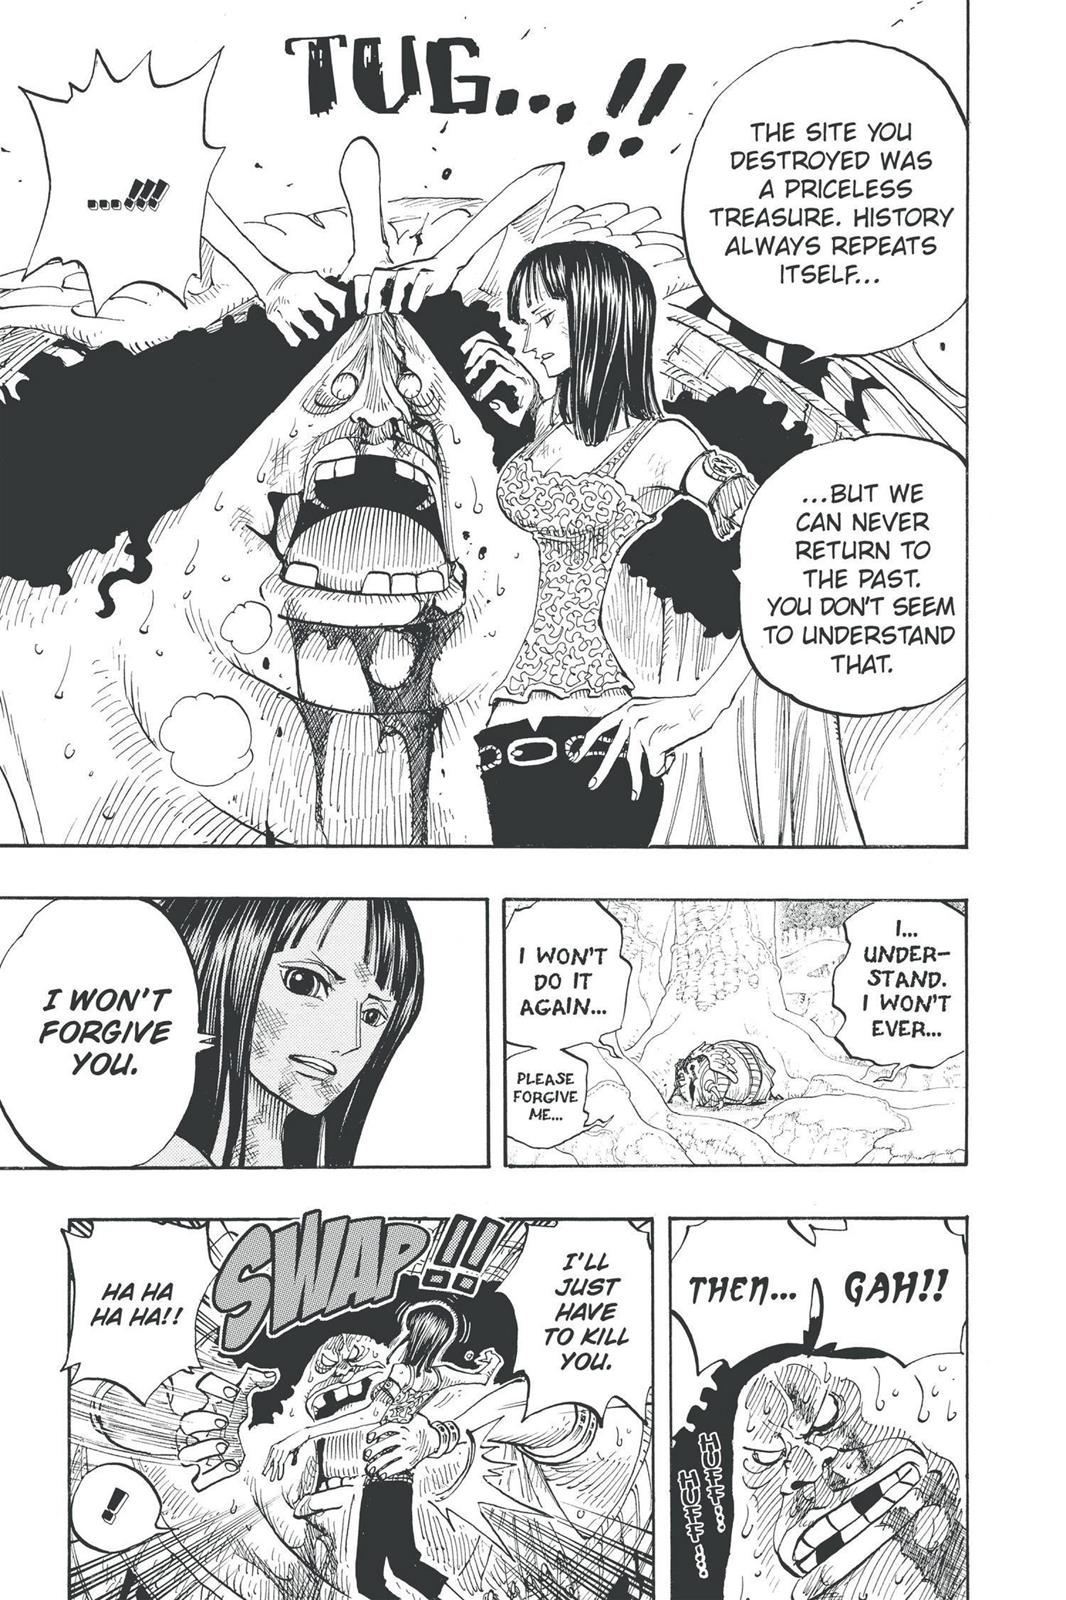 TUG...!!
THE SITE YOU
DESTROYED WAS
A PRICELESS
TREASURE. HISTORY
ALWAYS REPEATS
ITSELF...
...!!!
...BUT WE
CAN NEVER
RETURN TO
THE PAST.
YOU DON'T SEEM
TO UNDERSTAND
THAT.
I...
UNDER-
STAND.
I WON'T
EVER...
I WON'T
DO IT
AGAIN...
PLEASE
FORGIVE
ME...
I WON'T
FORGIVE
YOU.
GAH!!
THEN...
HUFF...
HUFF...
I'LL
JUST
HAVE
TO KILL
YOU.
SWAP!!
HA HA
HA HA!!
!